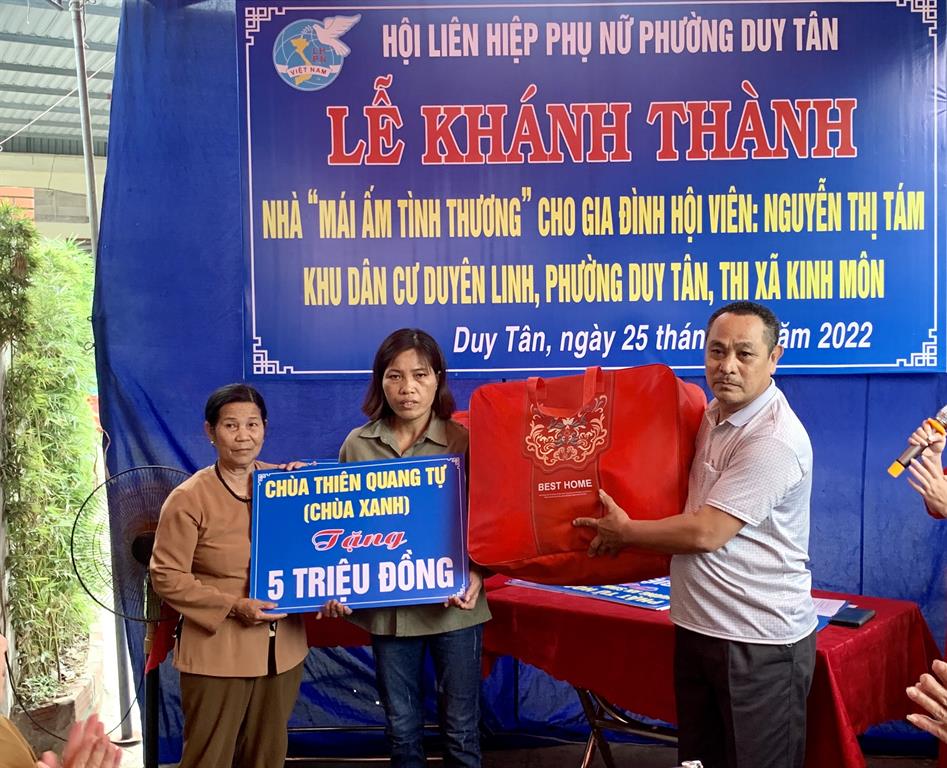 HỘI LIÊN HIỆP PHỤ NỮ PHƯỜNG DUY TÂN
VIỆT NAM
LỄ KHÁNH THÀNH
NHÀ "MÁI ẤM TÌNH THƯƠNG" CHO GIA ĐÌNH HỘI VIÊN: NGUYỄN THỊ TÁM
KHU DÂN CƯ DUYÊN LINH, PHƯỜNG DUY TÂN, THỊ XÃ KINH MÔN
Duy Tân, ngày 25 thán ăm 2022
CHÙA THIÊN QUANG TỰ
(CHÙA XANH)
Tặng
5 TRIỆU ĐỒNG
BEST HOME